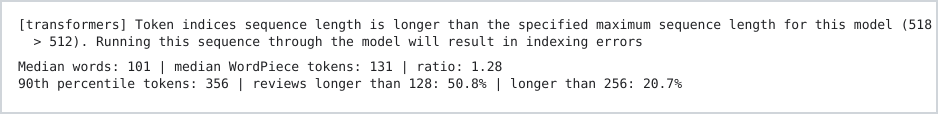 [transformers] Token indices sequence length is longer than the specified maximum sequence length for this model (518
> 512). Running this sequence through the model will result in indexing errors
Median words: 101 | median WordPiece tokens: 131 | ratio: 1.28
90th percentile tokens: 356 | reviews longer than 128: 50.8% | longer than 256: 20.7%